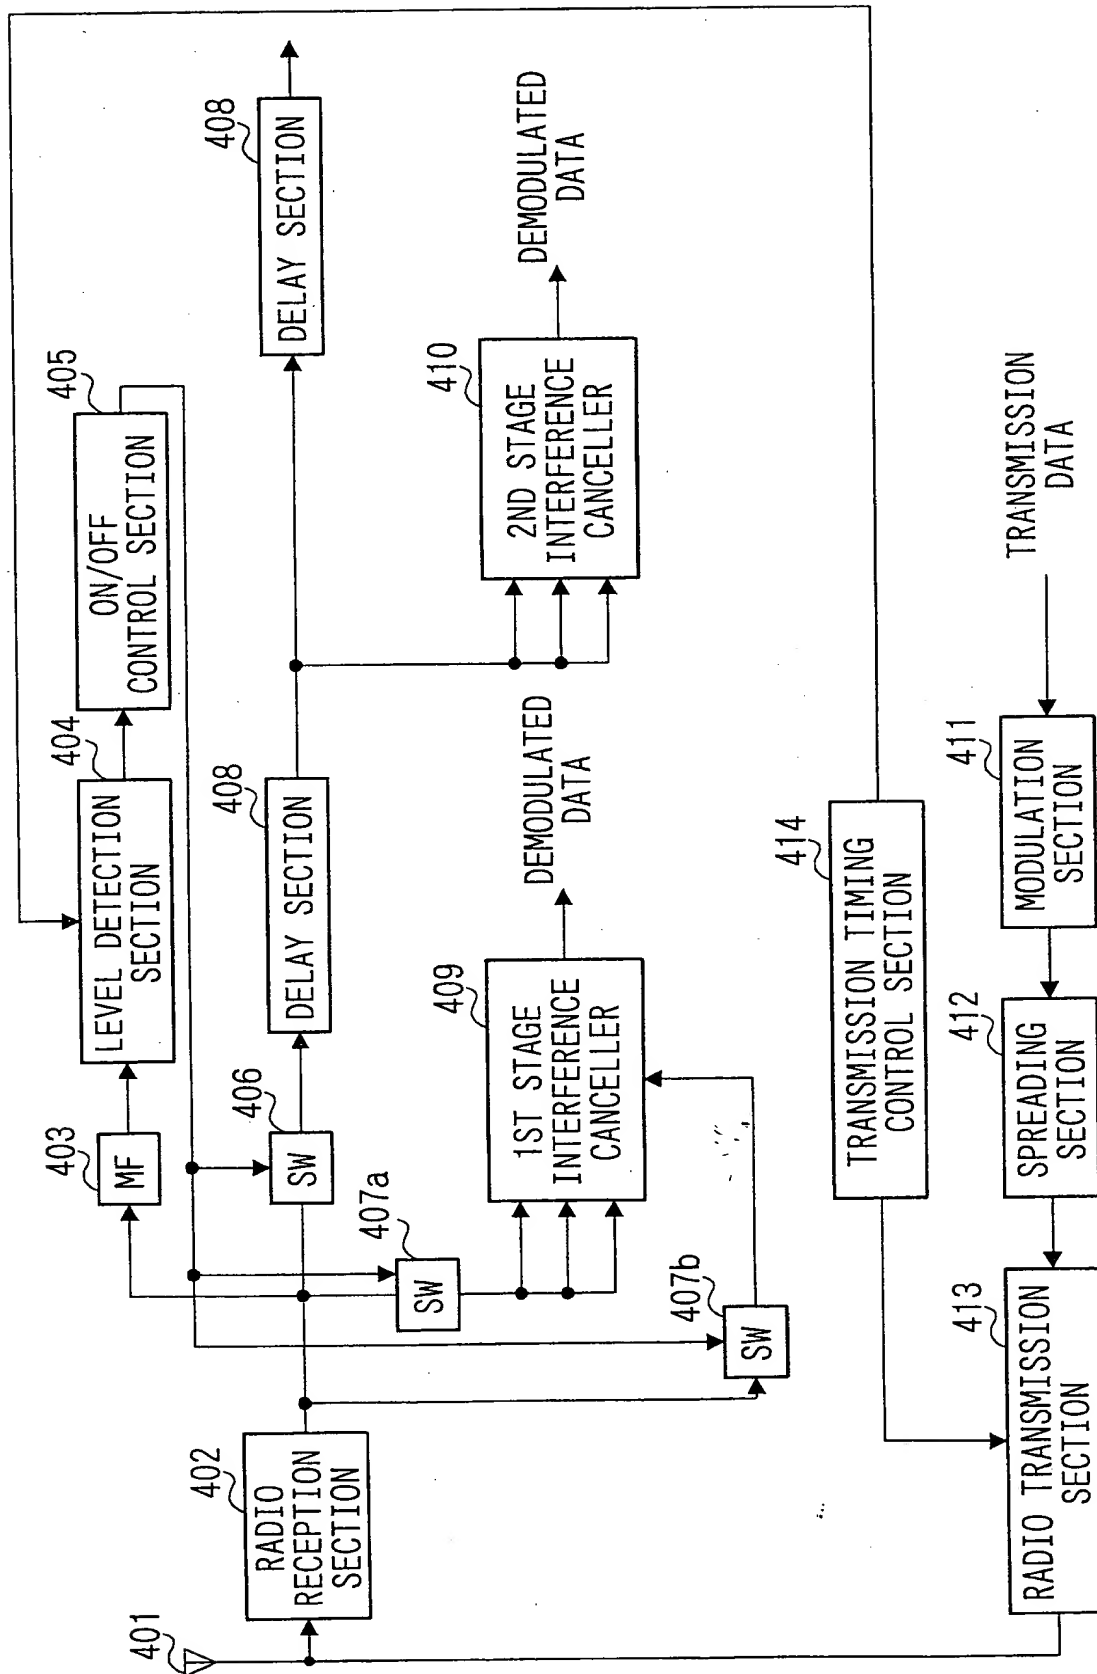 401
402
RADIO
RECEPTION
SECTION
403
MF
404
LEVEL DETECTION
SECTION
405
ON/OFF
CONTROL SECTION
406
SW
407a
SW
407b
SW
408
DELAY SECTION
408
DELAY SECTION
409
1ST STAGE
INTERFERENCE
CANCELLER
DEMODULATED
DATA
410
2ND STAGE
INTERFERENCE
CANCELLER
DEMODULATED
DATA
414
TRANSMISSION TIMING
CONTROL SECTION
413
RADIO TRANSMISSION
SECTION
412
SPREADING
SECTION
411
MODULATION
SECTION
TRANSMISSION
DATA